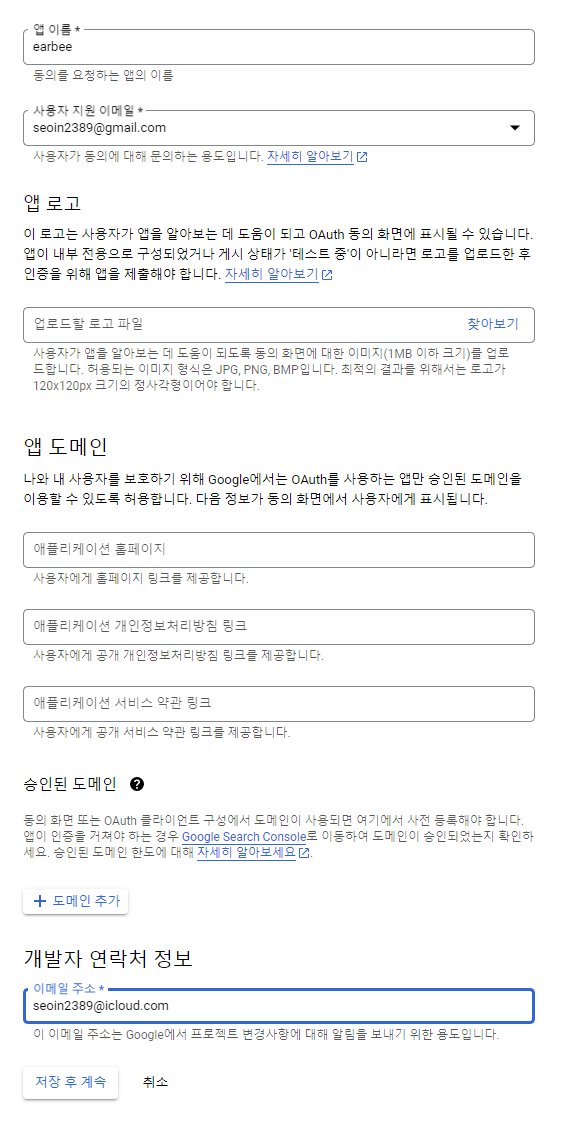 앱 이름 *
earbee
동의를 요청하는 앱의 이름
사용자 지원 이메일 *
seoin2389@gmail.com
사용자가 동의에 대해 문의하는 용도입니다. 자세히 알아보기
앱 로고
이 로고는 사용자가 앱을 알아보는 데 도움이 되고 OAuth 동의 화면에 표시될 수 있습니다.
앱이 내부 전용으로 구성되었거나 게시 상태가 '테스트 중'이 아니라면 로고를 업로드한 후
인증을 위해 앱을 제출해야 합니다. 자세히 알아보기
업로드할 로고 파일 찾아보기
사용자가 앱을 알아보는 데 도움이 되도록 동의 화면에 대한 이미지(1MB 이하 크기)를 업로
드합니다. 허용되는 이미지 형식은 JPG, PNG, BMP입니다. 최적의 결과를 위해서는 로고가
120x120px 크기의 정사각형이어야 합니다.
앱 도메인
나와 내 사용자를 보호하기 위해 Google에서는 OAuth를 사용하는 앱만 승인된 도메인을
이용할 수 있도록 허용합니다. 다음 정보가 동의 화면에서 사용자에게 표시됩니다.
애플리케이션 홈페이지
사용자에게 홈페이지 링크를 제공합니다.
애플리케이션 개인정보처리방침 링크
사용자에게 공개 개인정보처리방침 링크를 제공합니다.
애플리케이션 서비스 약관 링크
사용자에게 공개 서비스 약관 링크를 제공합니다.
승인된 도메인 ?
동의 화면 또는 OAuth 클라이언트 구성에서 도메인이 사용되면 여기에서 사전 등록해야 합니다.
앱이 인증을 거쳐야 하는 경우 Google Search Console로 이동하여 도메인이 승인되었는지 확인하
세요. 승인된 도메인 한도에 대해 자세히 알아보세요.
+ 도메인 추가
개발자 연락처 정보
이메일 주소 *
seoin2389@icloud.com
이 이메일 주소는 Google에서 프로젝트 변경사항에 대해 알림을 보내기 위한 용도입니다.
저장 후 계속 취소